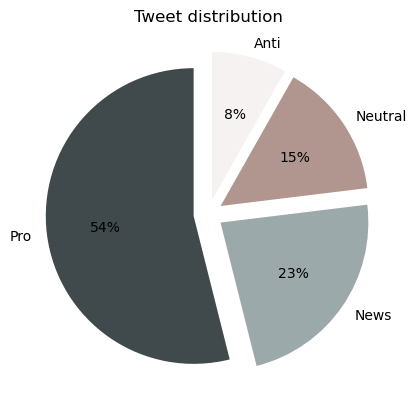 Tweet distribution
Anti
8%
Neutral
15%
54%
Pro
23%
News